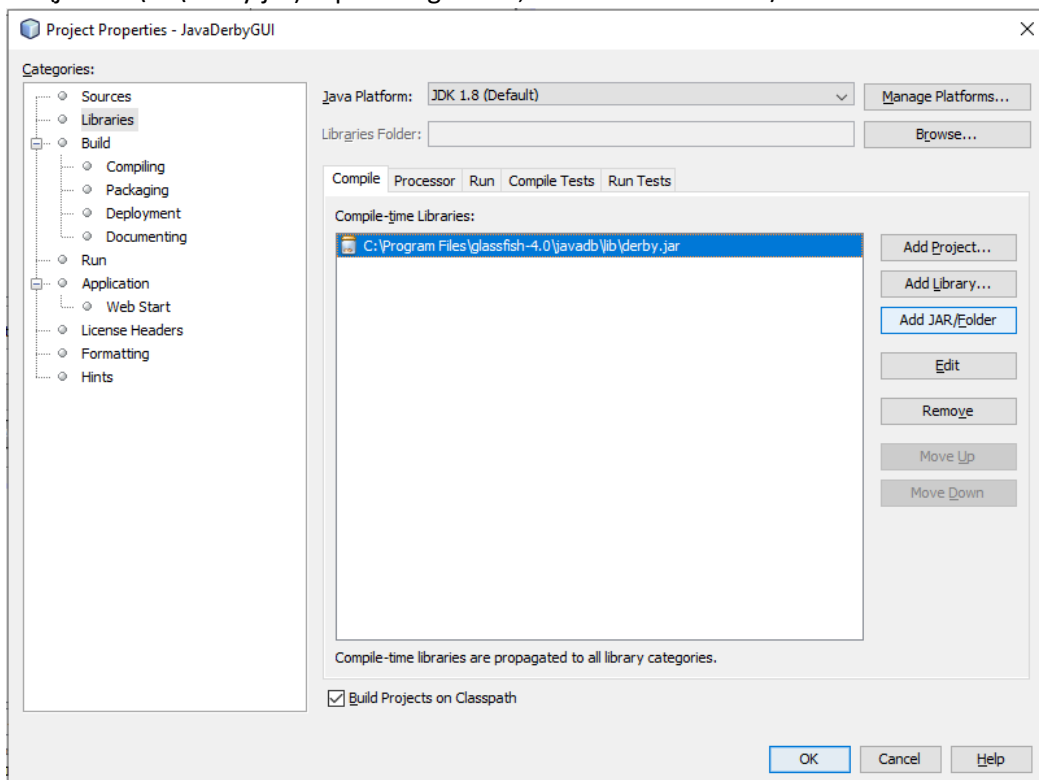 Project Properties - JavaDerbyGUI
Categories:
Sources
Libraries
Build
Compiling
Packaging
Deployment
Documenting
Run
Application
Web Start
License Headers
Formatting
Hints
Java Platform: JDK 1.8 (Default) Manage Platforms...
Libraries Folder: Browse...
Compile Processor Run Compile Tests Run Tests
Compile-time Libraries:
C:\Program Files\glassfish-4.0\javadb\lib\derby.jar
Add Project...
Add Library...
Add JAR/Folder
Edit
Remove
Move Up
Move Down
Compile-time libraries are propagated to all library categories.
Build Projects on Classpath
OK Cancel Help